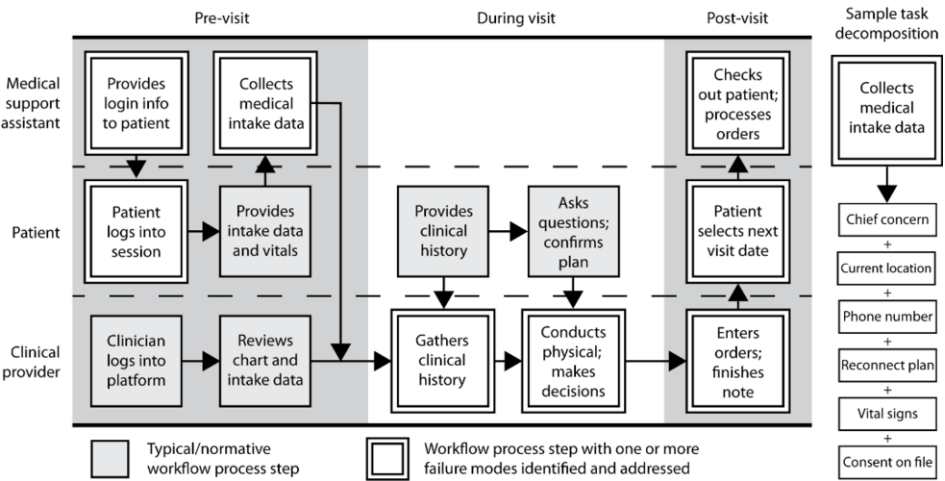 Pre-visit
During visit
Post-visit
Sample task
decomposition
Medical
support
assistant
Provides
login info
to patient
Collects
medical
intake data
Checks
out patient;
processes
orders
Collects
medical
intake data
Patient
Patient
logs into
session
Provides
intake data
and vitals
Provides
clinical
history
Asks
questions;
confirms
plan
Patient
selects next
visit date
Clinical
provider
Clinician
logs into
platform
Reviews
chart and
intake data
Gathers
clinical
history
Conducts
physical;
makes
decisions
Enters
orders;
finishes
note
Chief concern
+
Current location
+
Phone number
+
Reconnect plan
+
Vital signs
+
Consent on file
Typical/normative
workflow process step
Workflow process step with one or more
failure modes identified and addressed